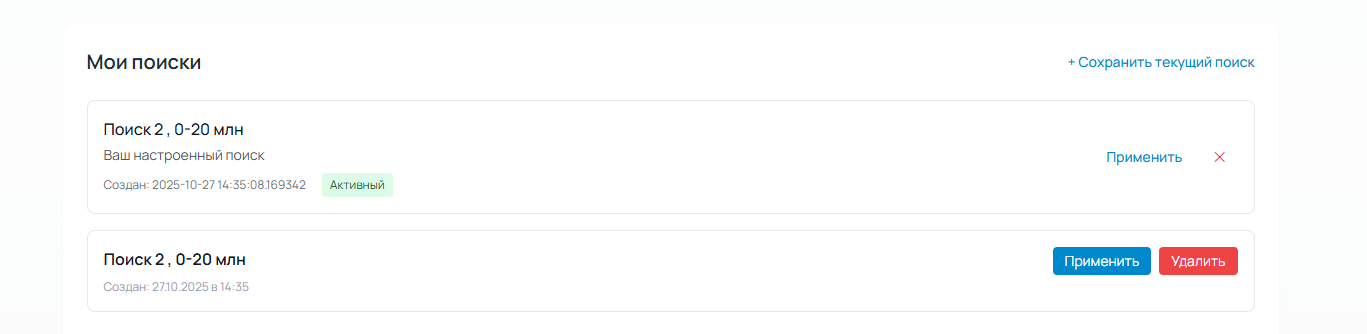 Мои поиски
+ Сохранить текущий поиск
Поиск 2 , 0-20 млн
Ваш настроенный поиск
Применить
Создан: 2025-10-27 14:35:08.169342
Активный
Поиск 2 , 0-20 млн
Применить
Удалить
Создан: 27.10.2025 в 14:35